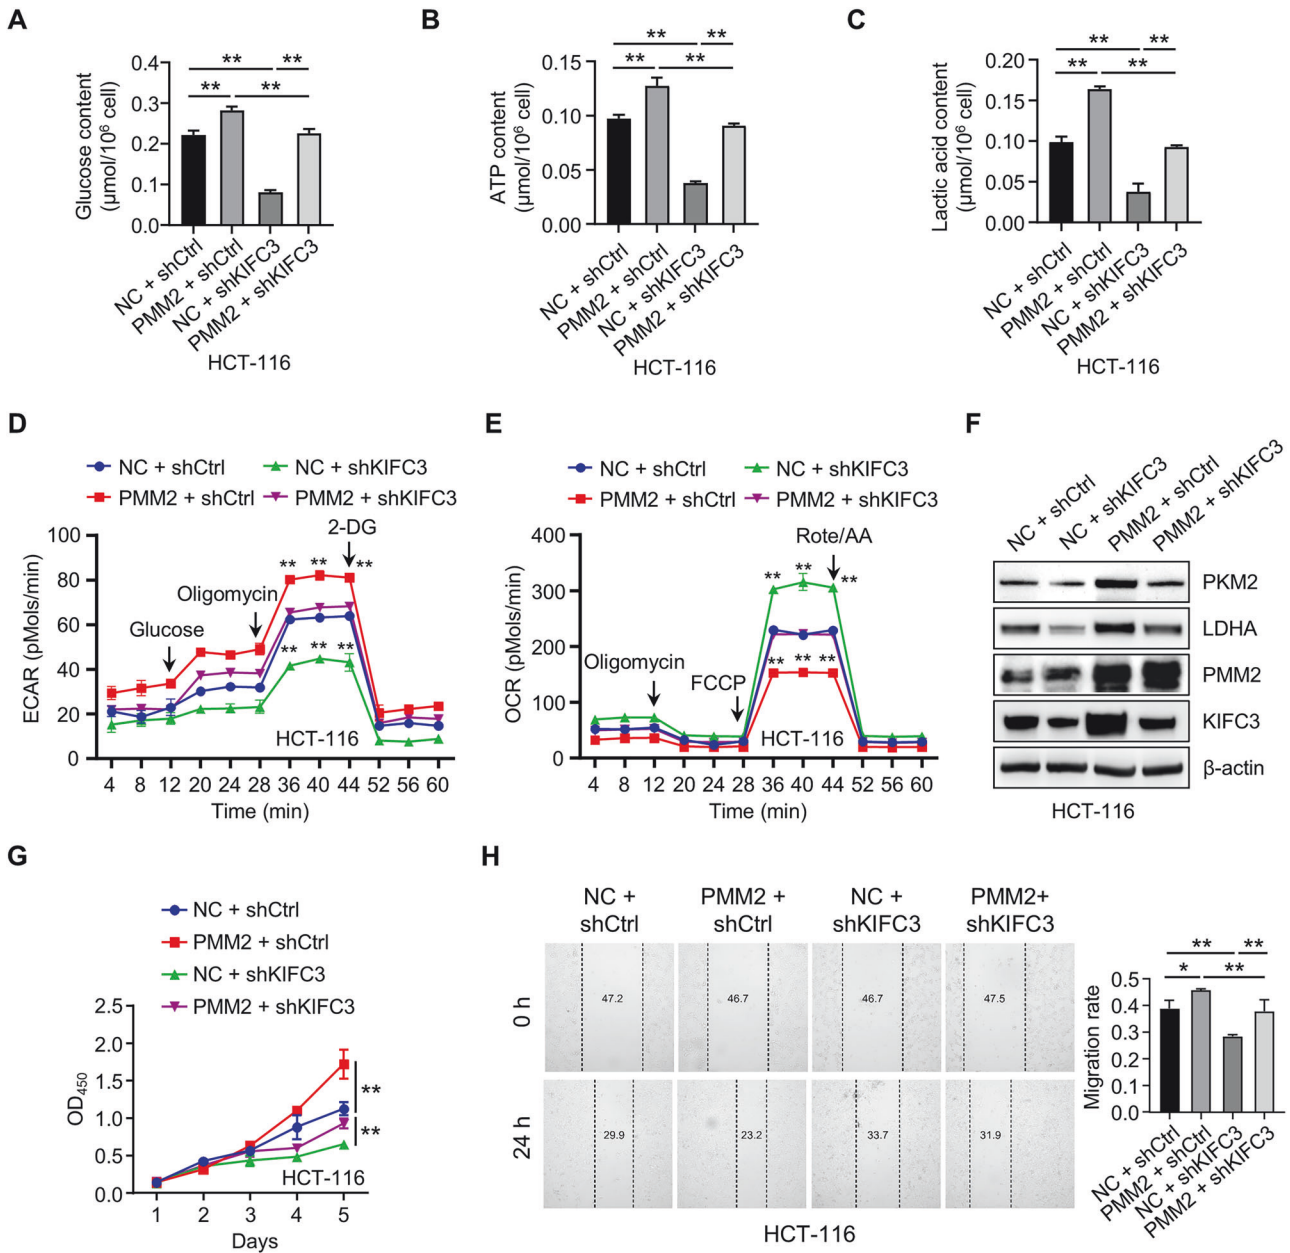 A
B
C
Glucose content
(μmol/10⁶ cell)
0.4
0.3
0.2
0.1
0.0
** **
** **
NC + shCtrl
PMM2 + shCtrl
NC + shKIFC3
PMM2 + shKIFC3
HCT-116
ATP content
(μmol/10⁶ cell)
0.15
0.10
0.05
0.00
** **
** **
NC + shCtrl
PMM2 + shCtrl
NC + shKIFC3
PMM2 + shKIFC3
HCT-116
Lactic acid content
(μmol/10⁶ cell)
0.20
0.15
0.10
0.05
0.00
** **
** **
NC + shCtrl
PMM2 + shCtrl
NC + shKIFC3
PMM2 + shKIFC3
HCT-116
D
NC + shCtrl
NC + shKIFC3
PMM2 + shCtrl
PMM2 + shKIFC3
ECAR (pMols/min)
100
80
60
40
20
0
Glucose
Oligomycin
2-DG
** ** **
** ** **
HCT-116
4 8 12 20 24 28 36 40 44 52 56 60
Time (min)
E
NC + shCtrl
NC + shKIFC3
PMM2 + shCtrl
PMM2 + shKIFC3
OCR (pMols/min)
400
300
200
100
0
Oligomycin
FCCP
Rote/AA
** ** **
** ** **
HCT-116
4 8 12 20 24 28 36 40 44 52 56 60
Time (min)
F
NC + shCtrl
NC + shKIFC3
PMM2 + shCtrl
PMM2 + shKIFC3
PKM2
LDHA
PMM2
KIFC3
β-actin
HCT-116
G
NC + shCtrl
PMM2 + shCtrl
NC + shKIFC3
PMM2 + shKIFC3
OD₄₅₀
2.5
2.0
1.5
1.0
0.5
0.0
**
**
HCT-116
1 2 3 4 5
Days
H
NC +
shCtrl
PMM2 +
shCtrl
NC +
shKIFC3
PMM2+
shKIFC3
0 h
47.2
46.7
46.7
47.5
24 h
29.9
23.2
33.7
31.9
HCT-116
Migration rate
0.5
0.4
0.3
0.2
0.1
0.0
** **
* **
NC + shCtrl
PMM2 + shCtrl
NC + shKIFC3
PMM2 + shKIFC3